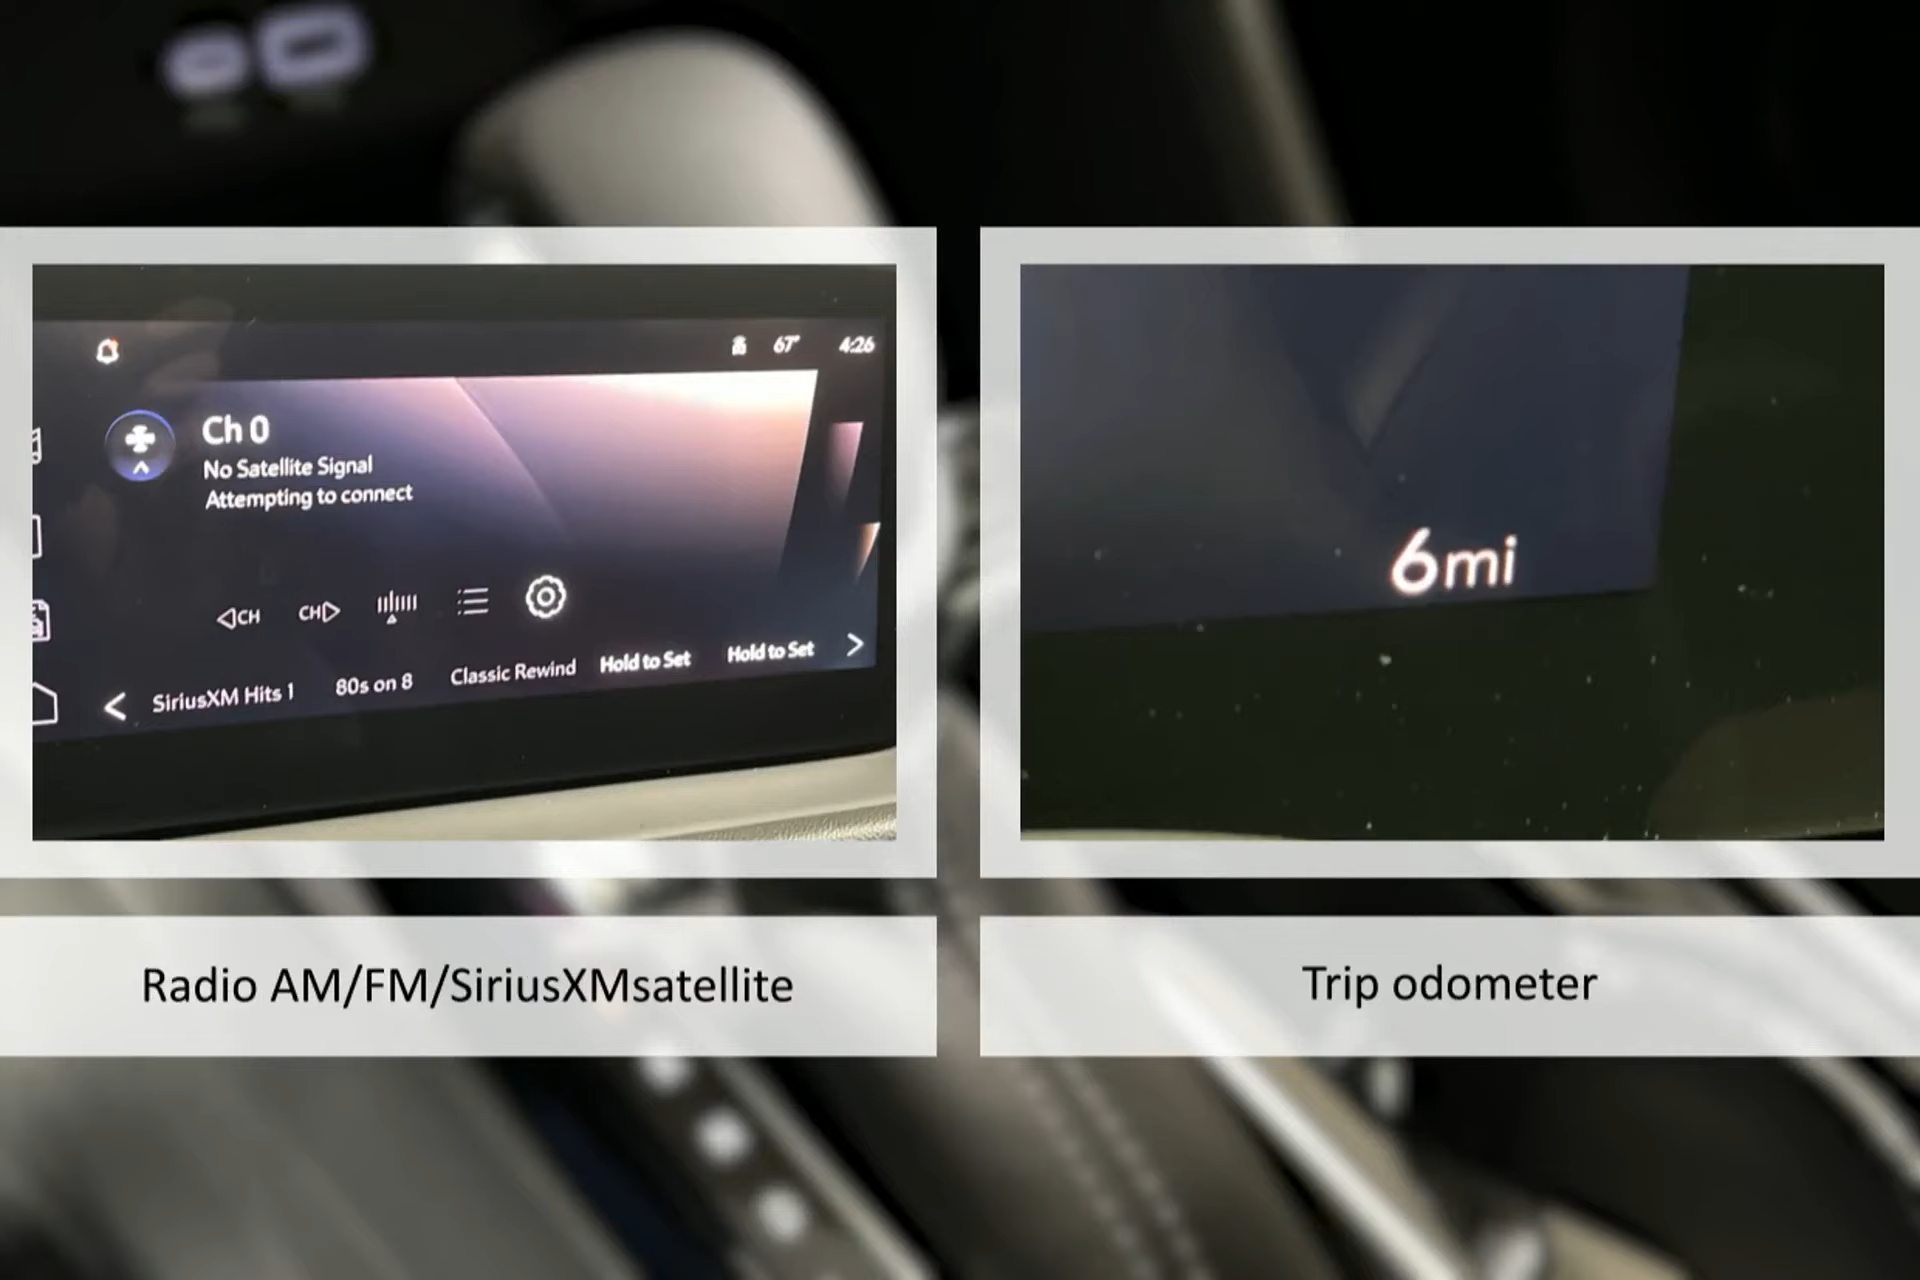 67° 4:26
Ch 0
No Satellite Signal
Attempting to connect
CH CH
SiriusXM Hits 1 80s on 8 Classic Rewind Hold to Set Hold to Set
6mi
Radio AM/FM/SiriusXMsatellite
Trip odometer